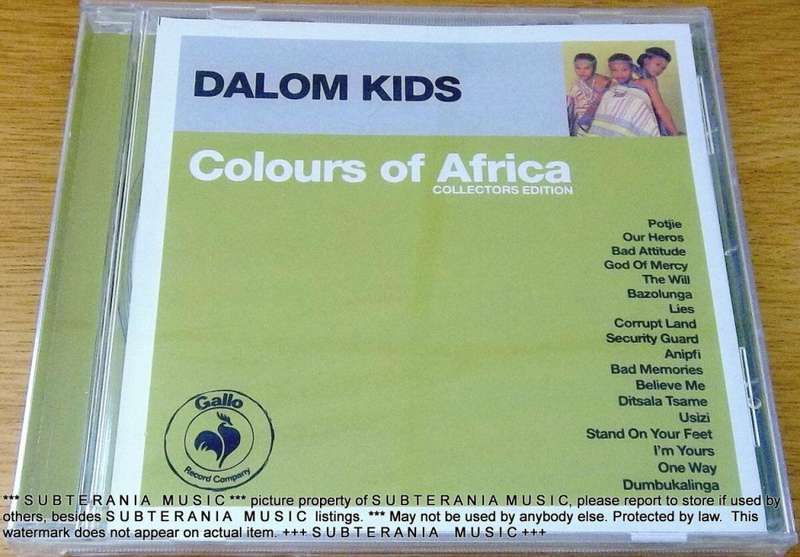 DALOM KIDS
Colours of Africa
COLLECTORS EDITION
Potjie
Our Heros
Bad Attitude
God Of Mercy
The Will
Bazolunga
Lies
Corrupt Land
Security Guard
Anipfi
Bad Memories
Believe Me
Ditsala Tsame
Usizi
Stand On Your Feet
I'm Yours
One Way
Dumbukalinga
Gallo
Record Company
*** S U B T E R A N I A   M U S I C *** picture property of S U B T E R A N I A  M U S I C, please report to store if used by
others, besides S U B T E R A N I A   M U S I C  listings. *** May not be used by anybody else. Protected by law.  This
watermark does not appear on actual item. +++ S U B T E R A N I A   M U S I C +++